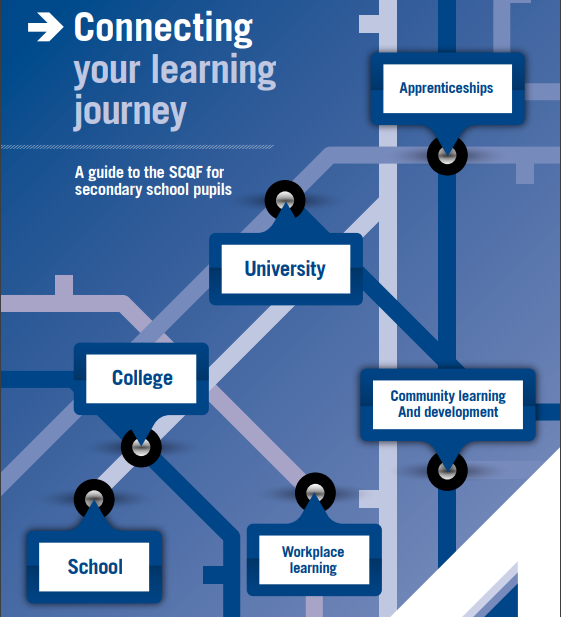 Connecting
your learning
journey
A guide to the SCQF for
secondary school pupils
Apprenticeships
University
College
Community learning
And development
School
Workplace
learning